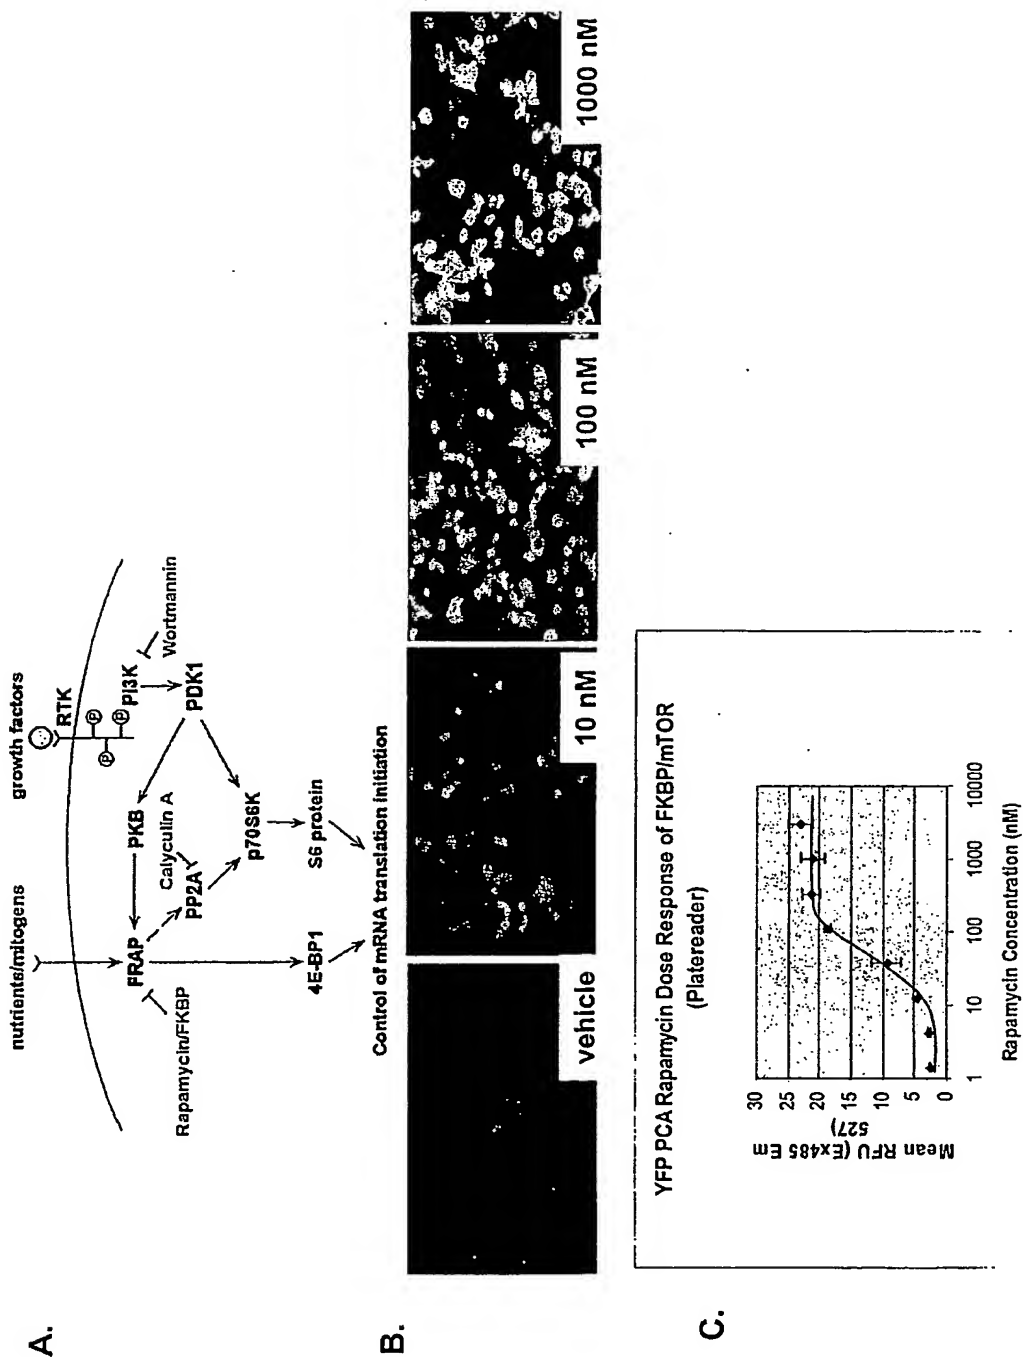 A.
nutrients/mitogens
growth factors
RTK
P
P
P
PI3K
Wortmannin
PDK1
PKB
Calyculin A
FRAP
PP2A
Rapamycin/FKBP
p70S6K
4E-BP1
S6 protein
Control of mRNA translation initiation
B.
vehicle
10 nM
100 nM
1000 nM
C.
YFP PCA Rapamycin Dose Response of FKBP/mTOR
(Platereader)
Mean RFU (Ex485 Em
527)
30
25
20
15
10
5
0
1
10
100
1000
10000
Rapamycin Concentration (nM)